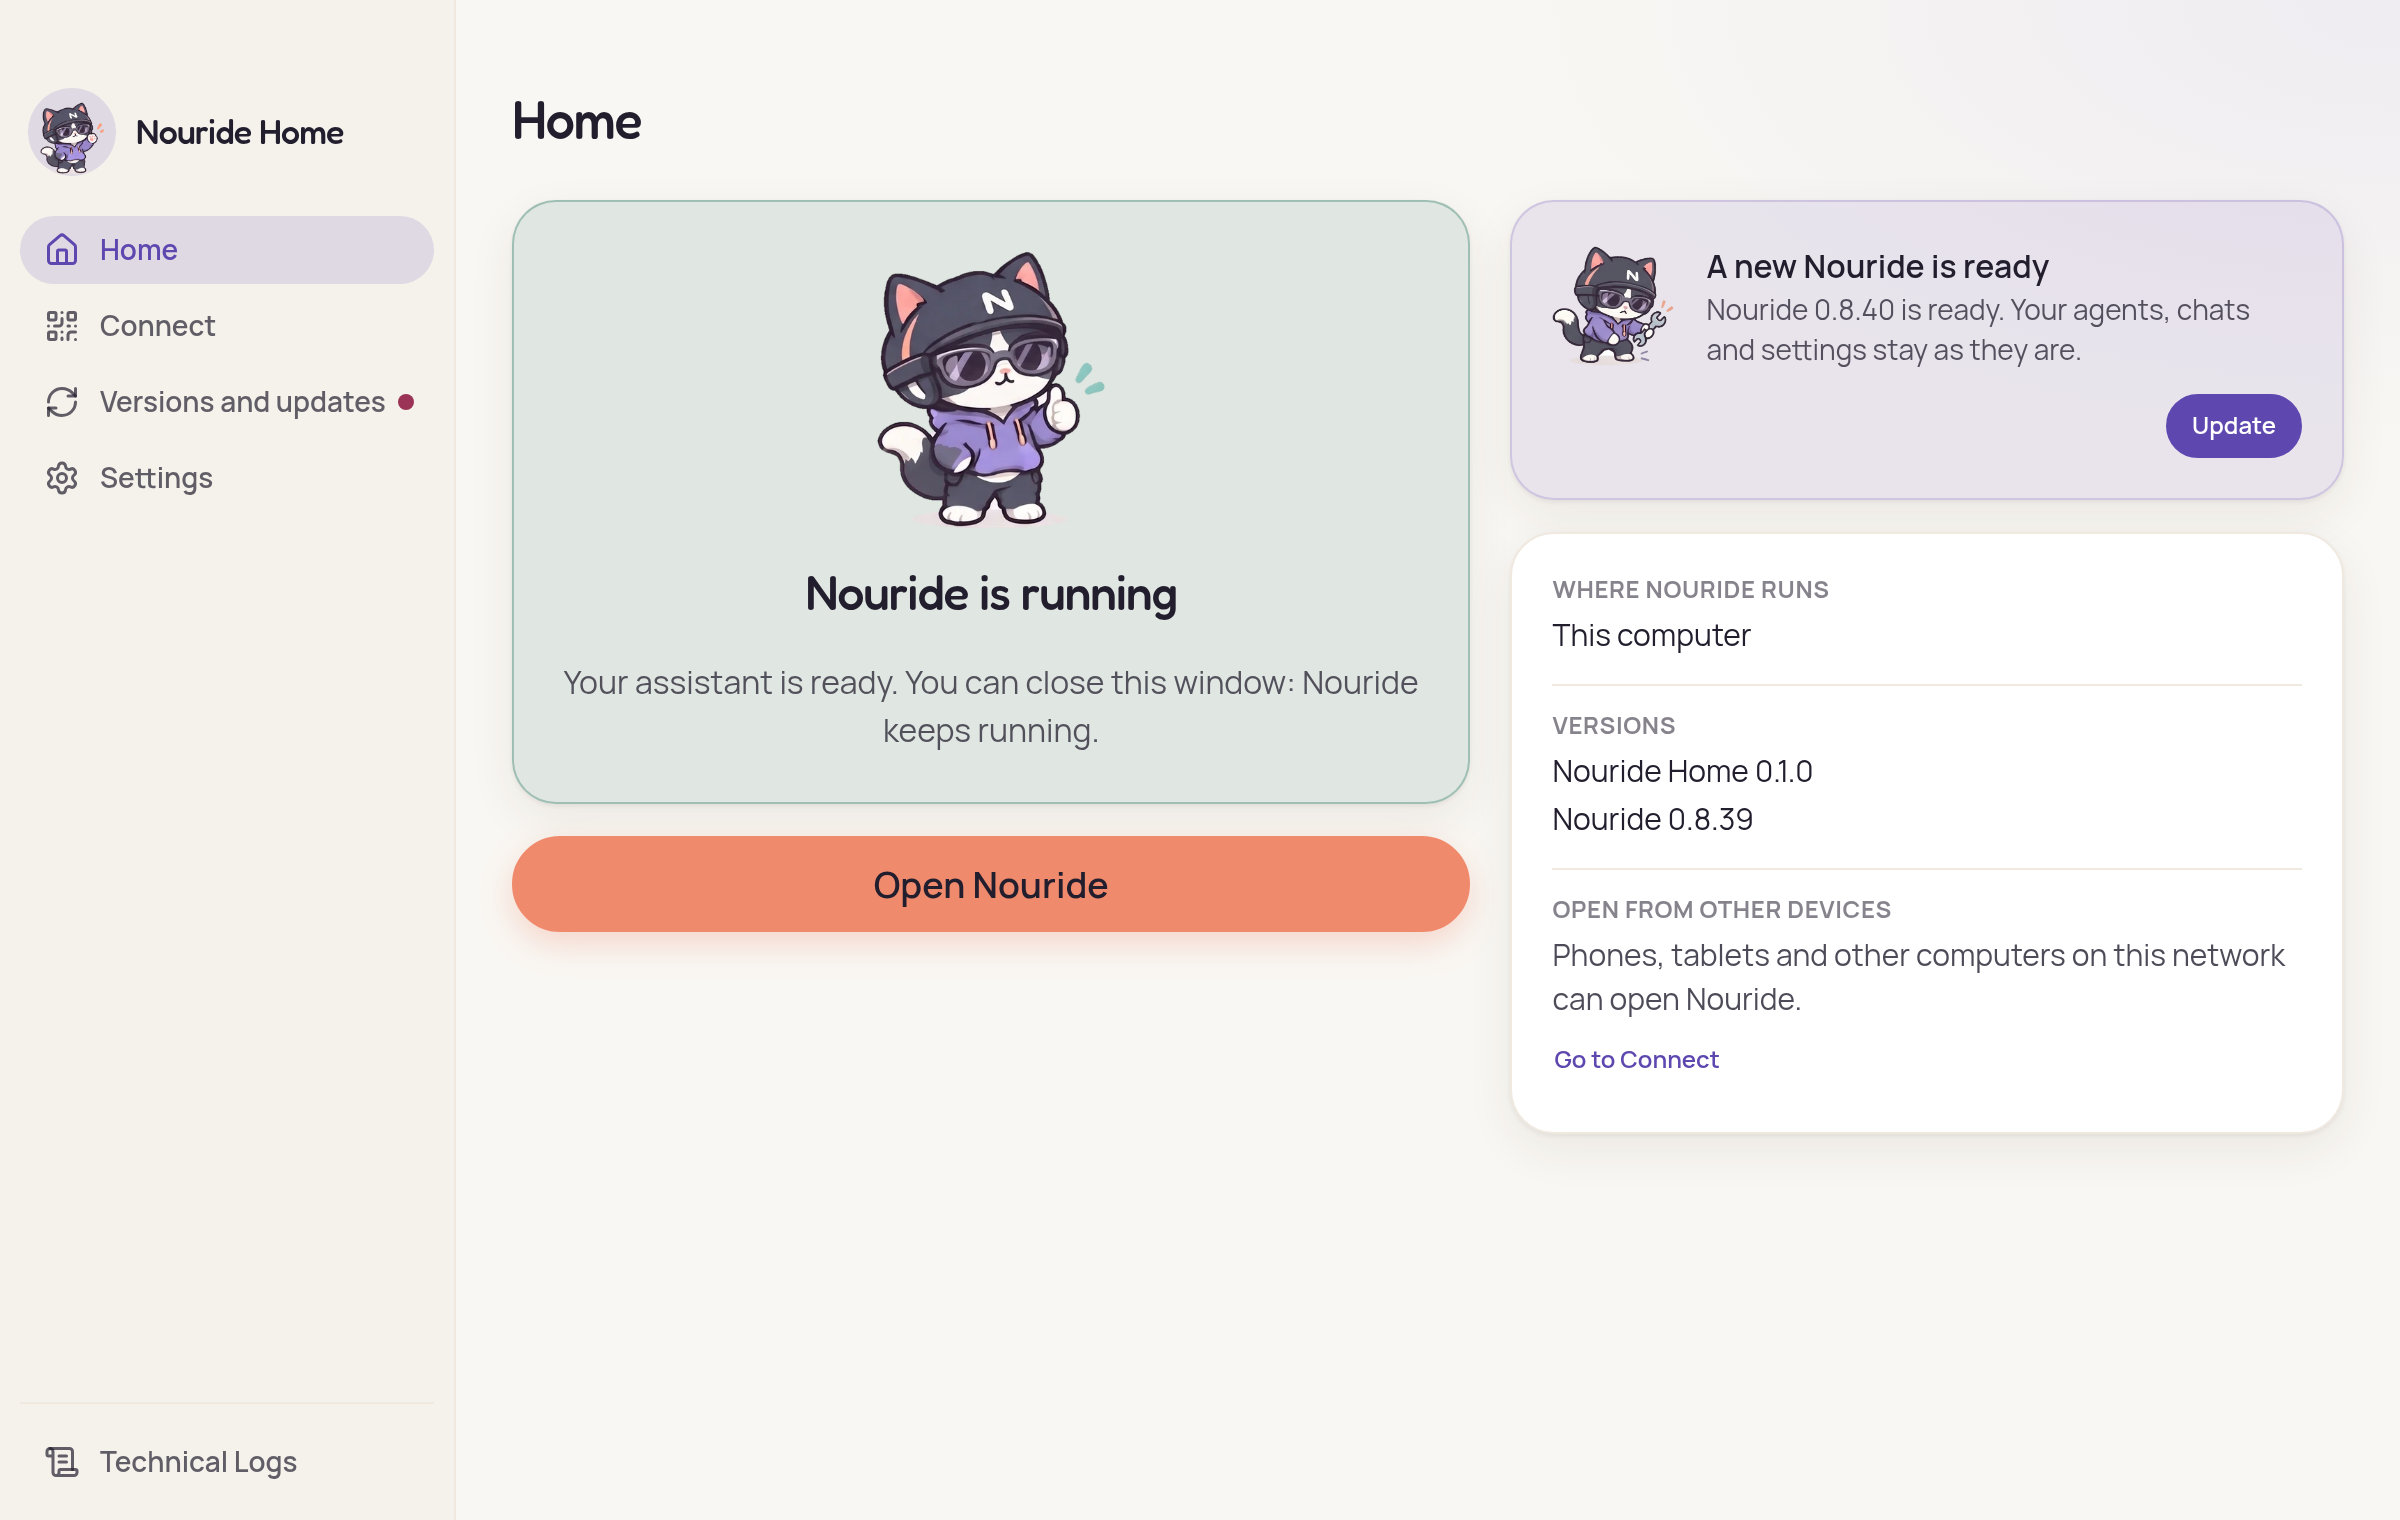 Nouride Home
Home
Connect
Versions and updates
Settings
Technical Logs
Home
N
Nouride is running
Your assistant is ready. You can close this window: Nouride
keeps running.
Open Nouride
N
A new Nouride is ready
Nouride 0.8.40 is ready. Your agents, chats
and settings stay as they are.
Update
WHERE NOURIDE RUNS
This computer
VERSIONS
Nouride Home 0.1.0
Nouride 0.8.39
OPEN FROM OTHER DEVICES
Phones, tablets and other computers on this network
can open Nouride.
Go to Connect